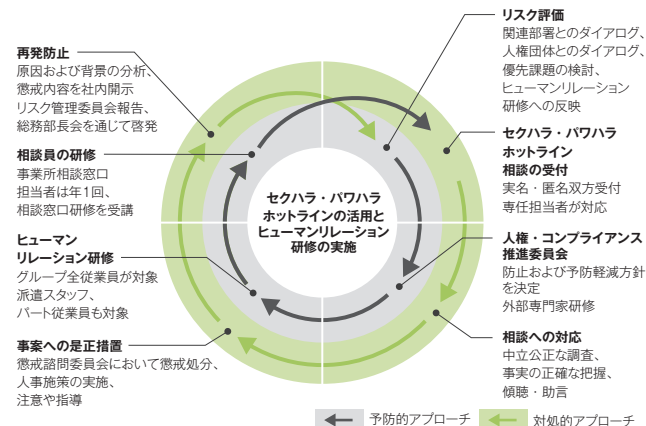 再発防止
原因および背景の分析、
懲戒内容を社内開示
リスク管理委員会報告、
総務部長会を通じて啓発
相談員の研修
事業所相談窓口
担当者は年1回、
相談窓口研修を受講
ヒューマン
リレーション研修
グループ全従業員が対象
派遣スタッフ、
パート従業員も対象
事案への是正措置
懲戒諮問委員会において懲戒処分、
人事施策の実施、
注意や指導
セクハラ・パワハラ
ホットラインの活用と
ヒューマンリレーション
研修の実施
リスク評価
関連部署とのダイアログ、
人権団体とのダイアログ、
優先課題の検討、
ヒューマンリレーション
研修への反映
セクハラ・パワハラ
ホットライン
相談の受付
実名・匿名双方受付
専任担当者が対応
人権・コンプライアンス
推進委員会
防止および予防軽減方針
を決定
外部専門家研修
相談への対応
中立公正な調査、
事実の正確な把握、
傾聴・助言
予防的アプローチ
対処的アプローチ